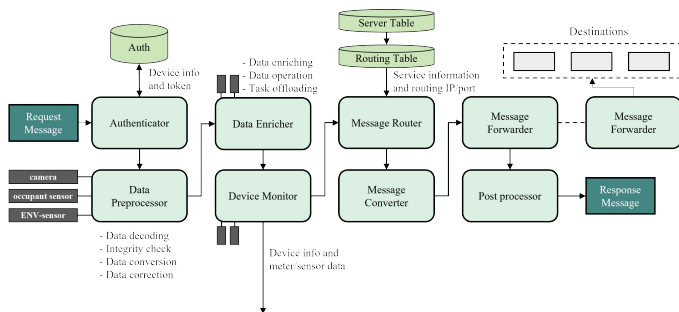 Server Table
Destinations
Auth
Routing Table
Device info
and token
- Data enriching
- Data operation
- Task offloading
Service information
and routing IP/port
Request
Message
Authenticator
Data Enricher
Message Router
Message
Forwarder
Message
Forwarder
camera
occupant sensor
ENV-sensor
Data
Preprocessor
Device Monitor
Message
Converter
Post processor
Response
Message
- Data decoding
- Integrity check
- Data conversion
- Data correction
Device info and
meter/sensor data